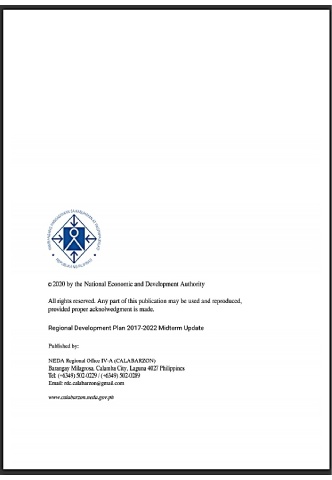 © 2020 by the National Economic and Development Authority
All rights reserved. Any part of this publication may be used and reproduced,
provided proper acknolwedgment is made.
Regional Development Plan 2017-2022 Midterm Update
Published by:
NEDA Regional Office IV-A (CALABARZON)
Barangay Milagrosa, Calamba City, Laguna 4027 Philippines
Tel: (+6349) 502-0229 / (+6349) 502-0289
Email: rdc.calabarzon@gmail.com
www.calabarzon.neda.gov.ph